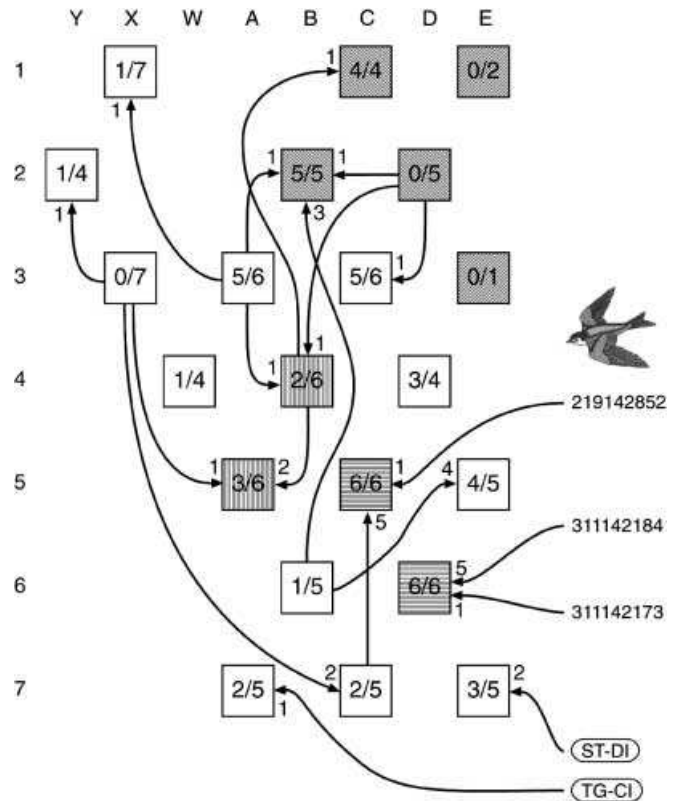 Y X W A B C D E
1 1/7 1 1 4/4 0/2
2 1/4 1 1 5/5 1 3 0/5
3 0/7 5/6 5/6 1 0/1
4 1/4 1 2/6 1 3/4
219142852
5 1 3/6 2 6/6 1 5 4 4/5
311142184
6 1/5 6/6 5 1
311142173
7 2/5 1 2 2/5 3/5 2
ST-DI
TG-CI